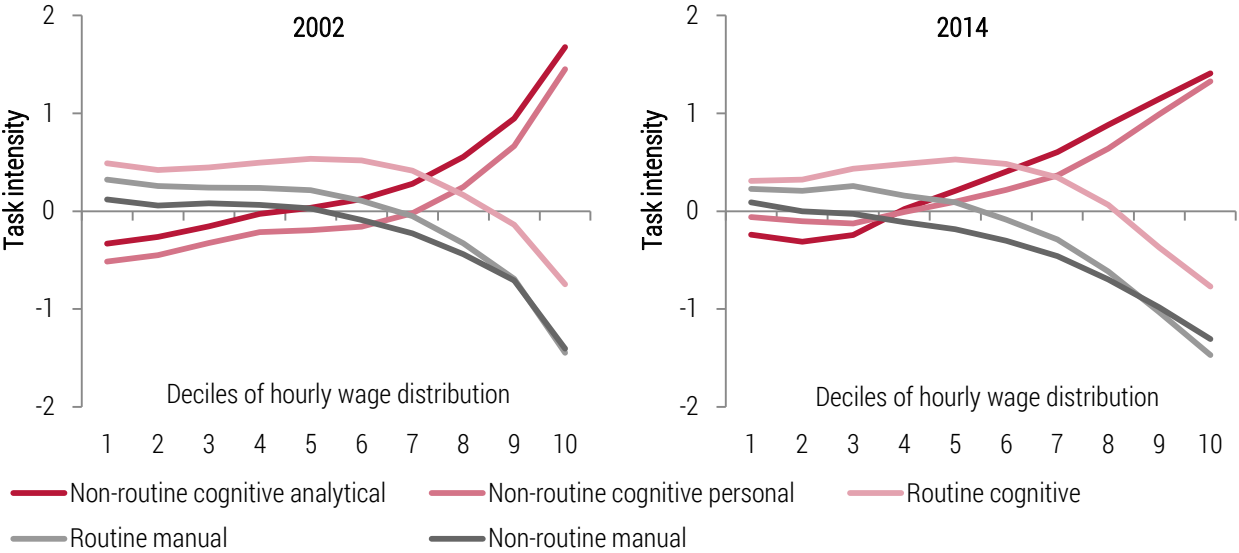 2002
2
1
0
-1
-2
Task intensity
Deciles of hourly wage distribution
1 2 3 4 5 6 7 8 9 10
2014
2
1
0
-1
-2
Task intensity
Deciles of hourly wage distribution
1 2 3 4 5 6 7 8 9 10
Non-routine cognitive analytical
Non-routine cognitive personal
Routine cognitive
Routine manual
Non-routine manual